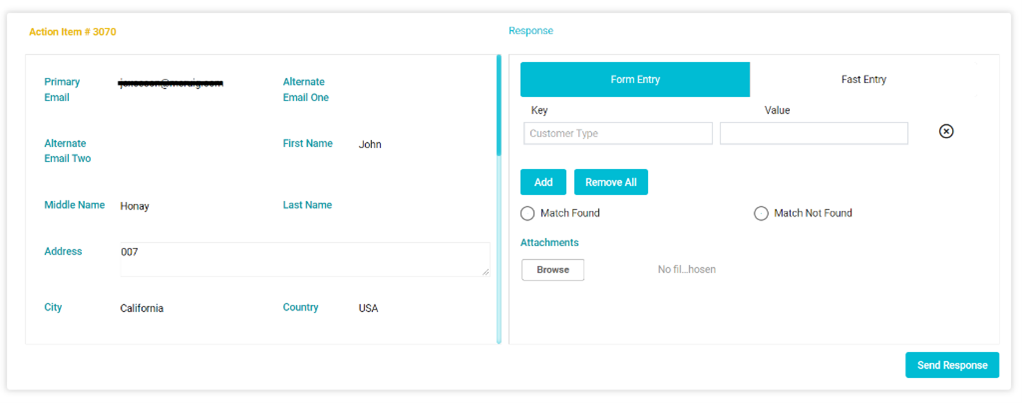 Action Item # 3070
Response
Primary
Email
Alternate
Email One
Alternate
Email Two
First Name
John
Middle Name
Honay
Last Name
Address
007
City
California
Country
USA
Form Entry
Fast Entry
Key
Value
Customer Type
Add
Remove All
Match Found
Match Not Found
Attachments
Browse
No fil...hosen
Send Response